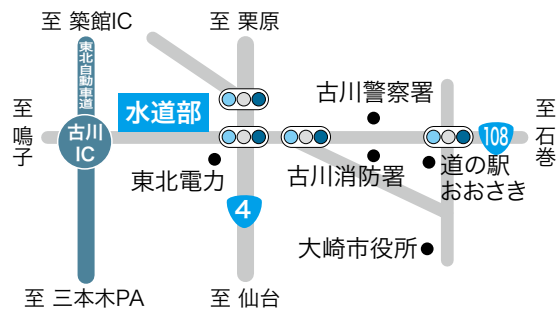 至 築館IC
至 栗原
東北自動車道
水道部
古川警察署
至 鳴子
古川
IC
108
至 石巻
東北電力
古川消防署
道の駅
おおさき
4
大崎市役所
至 三本木PA
至 仙台